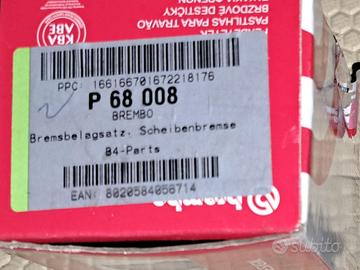 KBA
ABE
BRZDOVÉ DESTIČKY
PASTILHAS PARA TRAVÃO
PPC: 166166701672218176
P 68 008
BREMBO
Bremsbelagsatz, Scheibenbremse
B4-Parts
EAN: 8020584056714
brembo
subito